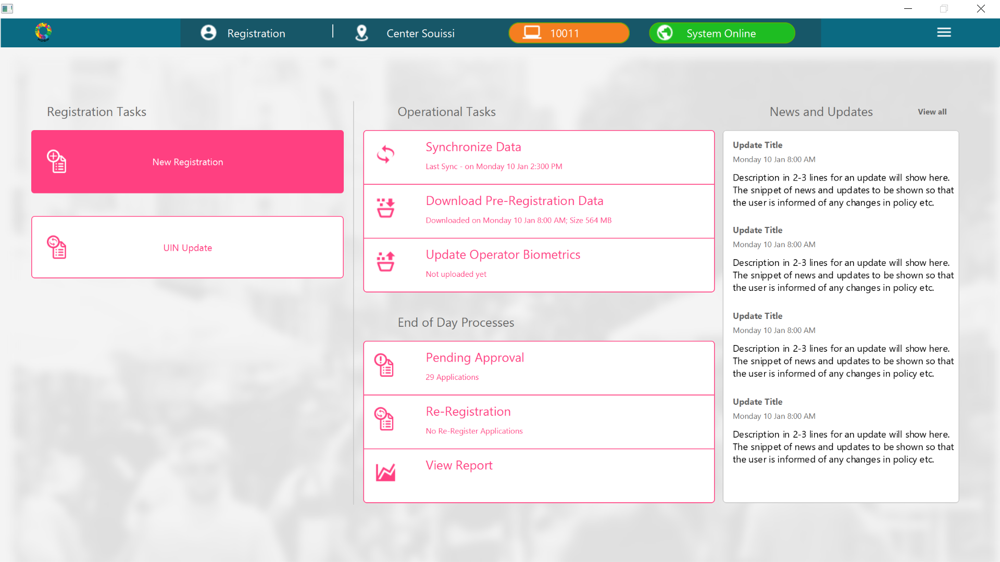 MOSIP
Registration
Center Souissi
10011
System Online
Registration Tasks
New Registration
UIN Update
Operational Tasks
Synchronize Data
Last Sync - on Monday 10 Jan 2:300 PM
Download Pre-Registration Data
Downloaded on Monday 10 Jan 8:00 AM; Size 564 MB
Update Operator Biometrics
Not uploaded yet
End of Day Processes
Pending Approval
29 Applications
Re-Registration
No Re-Register Applications
View Report
News and Updates
View all
Update Title
Monday 10 Jan 8:00 AM
Description in 2-3 lines for an update will show here.
The snippet of news and updates to be shown so that
the user is informed of any changes in policy etc.
Update Title
Monday 10 Jan 8:00 AM
Description in 2-3 lines for an update will show here.
The snippet of news and updates to be shown so that
the user is informed of any changes in policy etc.
Update Title
Monday 10 Jan 8:00 AM
Description in 2-3 lines for an update will show here.
The snippet of news and updates to be shown so that
the user is informed of any changes in policy etc.
Update Title
Monday 10 Jan 8:00 AM
Description in 2-3 lines for an update will show here.
The snippet of news and updates to be shown so that
the user is informed of any changes in policy etc.